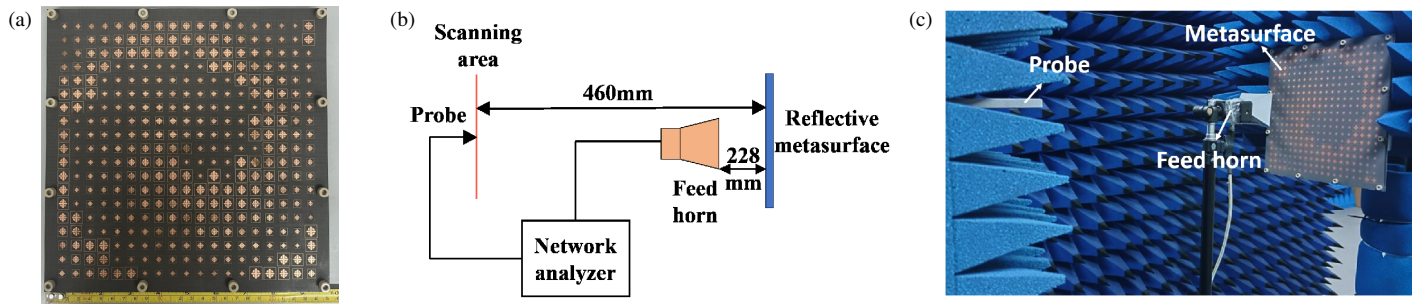 (a)
(b)
Scanning
area
460mm
Probe
Reflective
metasurface
228
mm
Feed
horn
Network
analyzer
(c)
Metasurface
Probe
Feed horn